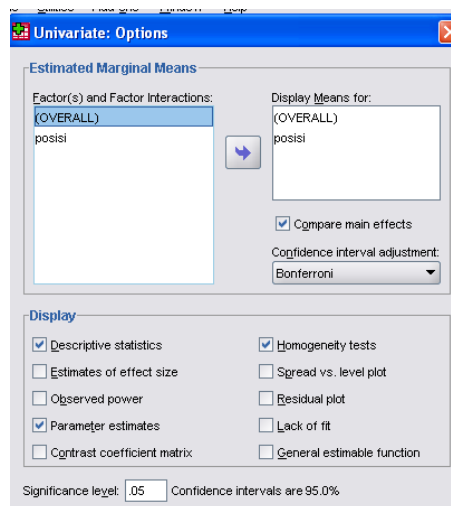 Univariate: Options
Estimated Marginal Means
Factor(s) and Factor Interactions:
(OVERALL)
posisi
Display Means for:
(OVERALL)
posisi
Compare main effects
Confidence interval adjustment:
Bonferroni
Display
Descriptive statistics
Homogeneity tests
Estimates of effect size
Spread vs. level plot
Observed power
Residual plot
Parameter estimates
Lack of fit
Contrast coefficient matrix
General estimable function
Significance level: .05 Confidence intervals are 95.0%